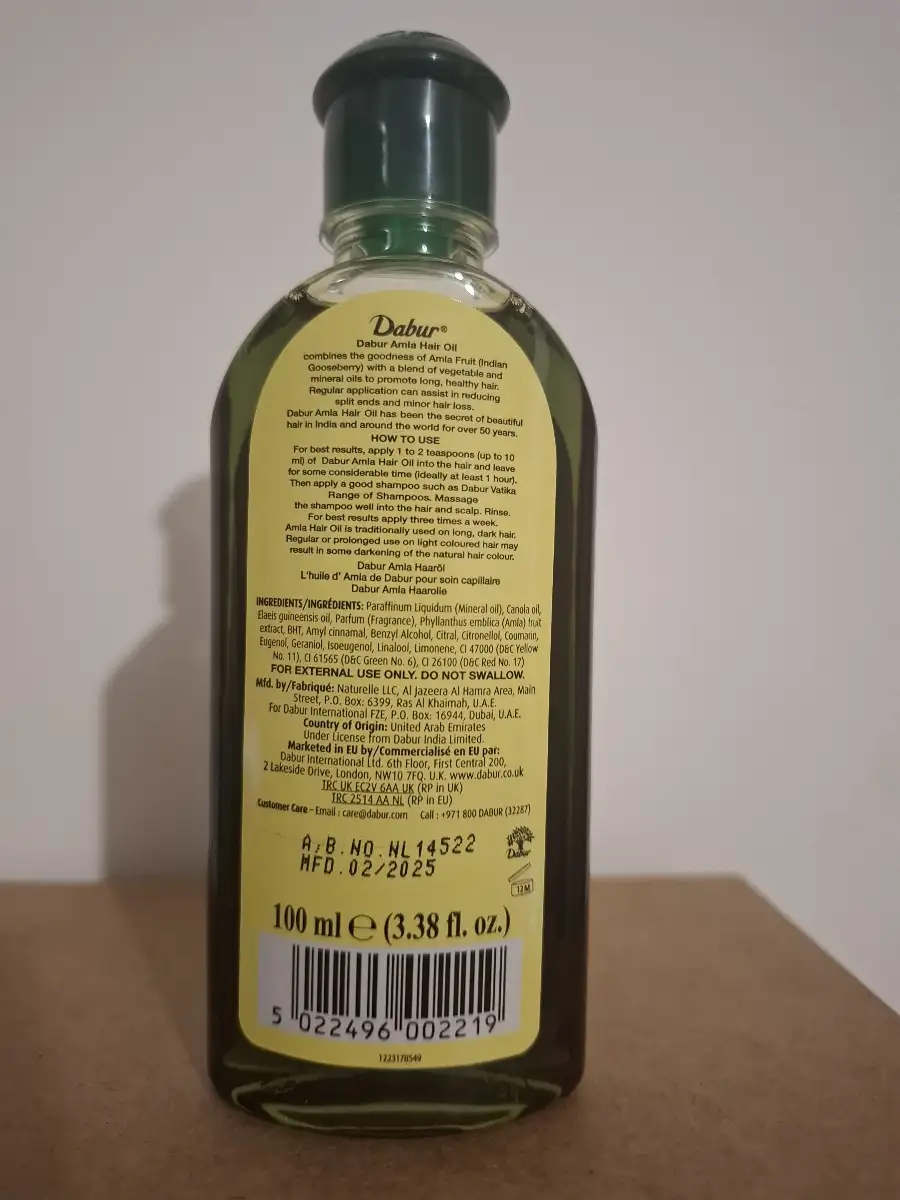 Dabur®
Dabur Amla Hair Oil
combines the goodness of Amla Fruit (Indian
Gooseberry) with a blend of vegetable and
mineral oils to promote long, healthy hair.
Regular application can assist in reducing
split ends and minor hair loss.
Dabur Amla Hair Oil has been the secret of beautiful
hair in India and around the world for over 50 years.
HOW TO USE
For best results, apply 1 to 2 teaspoons (up to 10
ml) of Dabur Amla Hair Oil into the hair and leave
for some considerable time (ideally at least 1 hour).
Then apply a good shampoo such as Dabur Vatika
Range of Shampoos. Massage
the shampoo well into the hair and scalp. Rinse.
For best results apply three times a week.
Amla Hair Oil is traditionally used on long, dark hair.
Regular or prolonged use on light coloured hair may
result in some darkening of the natural hair colour.
Dabur Amla Haaröl
L'huile d' Amla de Dabur pour soin capillaire
Dabur Amla Haarolie
INGREDIENTS/INGRÉDIENTS: Paraffinum Liquidum (Mineral oil), Canola oil,
Elaeis guineensis oil, Parfum (Fragrance), Phyllanthus emblica (Amla) fruit
extract, BHT, Amyl cinnamal, Benzyl Alcohol, Citral, Citronellol, Coumarin,
Eugenol, Geraniol, Isoeugenol, Linalool, Limonene, CI 47000 (D&C Yellow
No. 11), CI 61565 (D&C Green No. 6), CI 26100 (D&C Red No. 17)
FOR EXTERNAL USE ONLY. DO NOT SWALLOW.
Mfd. by/Fabriqué: Naturelle LLC, Al Jazeera Al Hamra Area, Main
Street, P.O. Box: 6399, Ras Al Khaimah, U.A.E.
For Dabur International FZE, P.O. Box: 16944, Dubai, U.A.E.
Country of Origin: United Arab Emirates
Under License from Dabur India Limited.
Marketed in EU by/Commercialisé en EU par:
Dabur International Ltd. 6th Floor, First Central 200,
2 Lakeside Drive, London, NW10 7FQ. U.K. www.dabur.co.uk
TRC UK EC2V 6AA UK (RP in UK)
TRC 2514 AA NL (RP in EU)
Customer Care - Email : care@dabur.com Call : +971 800 DABUR (32287)
A; B.NO.NL14522
MFD.02/2025
Dabur
12M
100 ml ℮ (3.38 fl. oz.)
5 022496 002219
1223178549